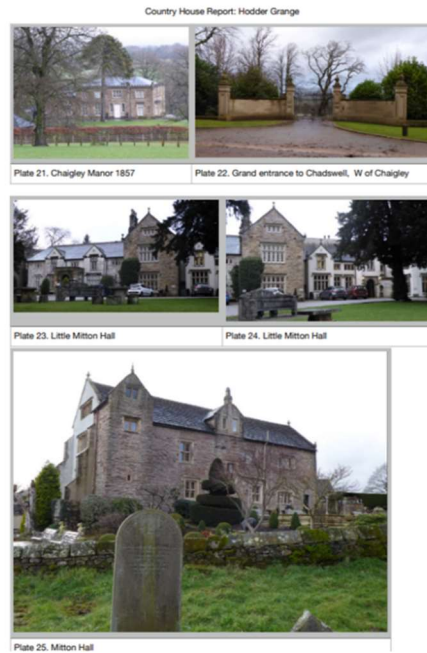 Country House Report: Hodder Grange
Plate 21. Chaigley Manor 1857
Plate 22. Grand entrance to Chadswell, W of Chaigley
Plate 23. Little Mitton Hall
Plate 24. Little Mitton Hall
Plate 25. Mitton Hall